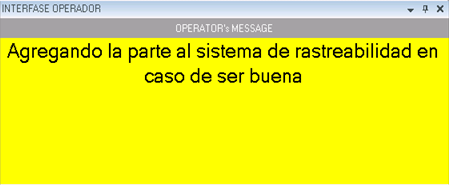 INTERFASE OPERADOR
OPERATOR's MESSAGE
Agregando la parte al sistema de rastreabilidad en
caso de ser buena